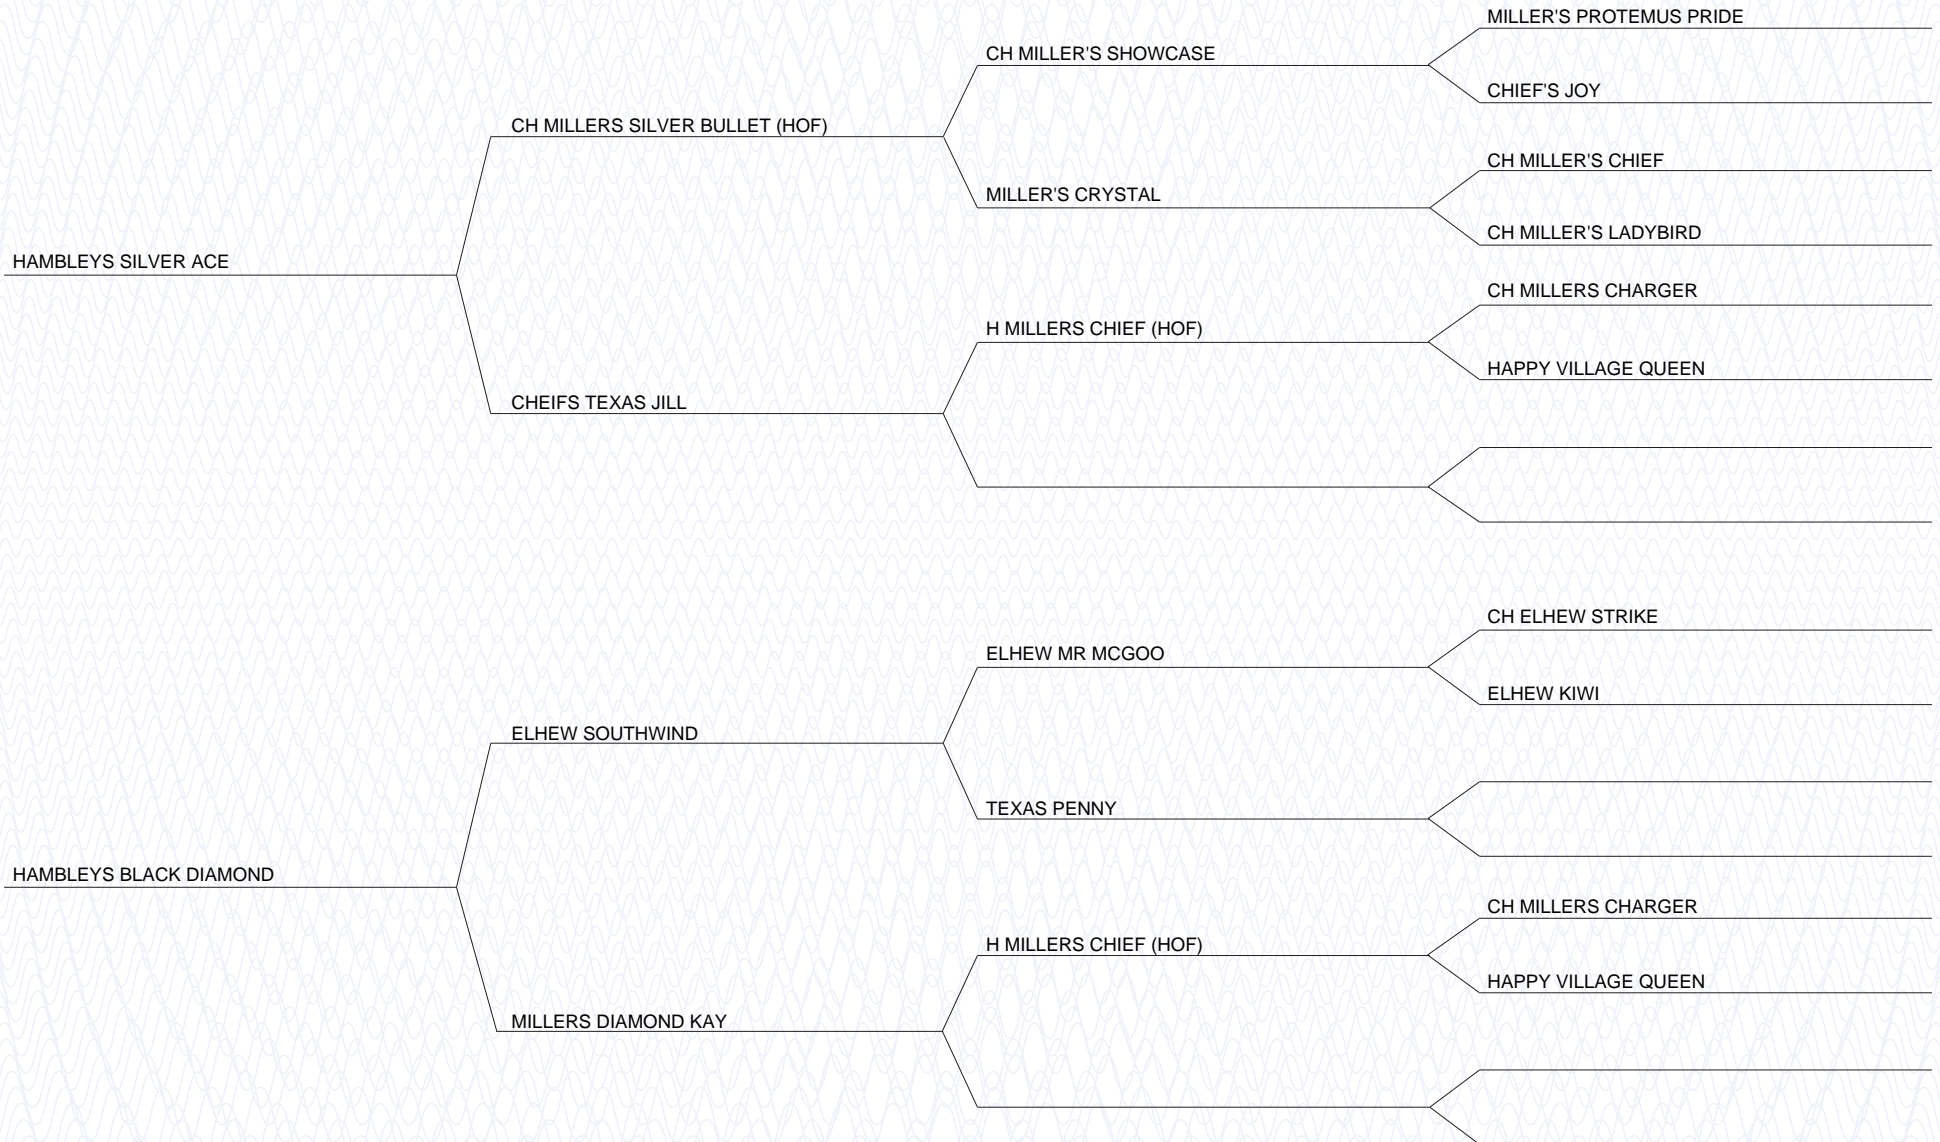 MILLER'S PROTEMUS PRIDE
CH MILLER'S SHOWCASE
CHIEF'S JOY
CH MILLERS SILVER BULLET (HOF)
CH MILLER'S CHIEF
MILLER'S CRYSTAL
CH MILLER'S LADYBIRD
HAMBLEYS SILVER ACE
CH MILLERS CHARGER
H MILLERS CHIEF (HOF)
HAPPY VILLAGE QUEEN
CHEIFS TEXAS JILL
CH ELHEW STRIKE
ELHEW MR MCGOO
ELHEW KIWI
ELHEW SOUTHWIND
TEXAS PENNY
HAMBLEYS BLACK DIAMOND
CH MILLERS CHARGER
H MILLERS CHIEF (HOF)
HAPPY VILLAGE QUEEN
MILLERS DIAMOND KAY